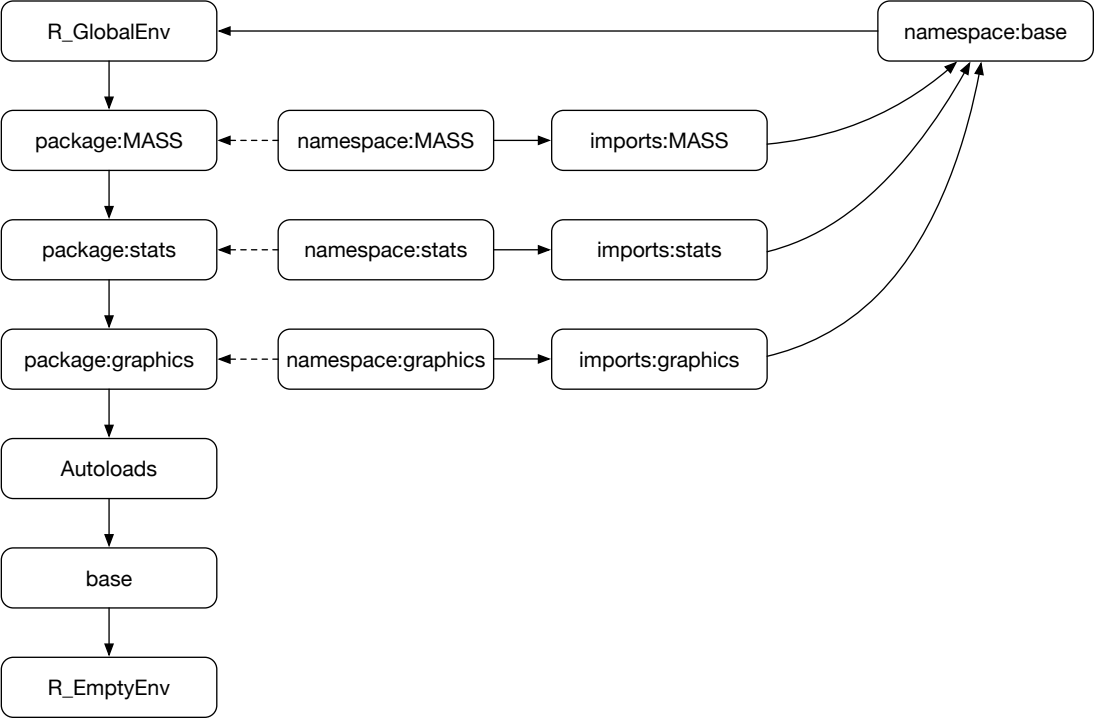 R_GlobalEnv
namespace:base
package:MASS
namespace:MASS
imports:MASS
package:stats
namespace:stats
imports:stats
package:graphics
namespace:graphics
imports:graphics
Autoloads
base
R_EmptyEnv